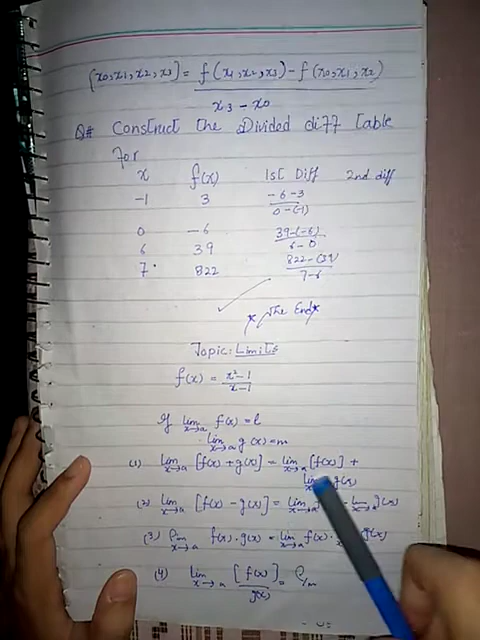 [x0,x1,x2,x3] = f(x1,x2,x3) - f(x0,x1,x2)
x3 - x0
Q# Construct the Divided diff table
for
x f(x) 1st Diff 2nd diff
-1 3 -6-3
0-(-1)
0 -6 39-(-6)
6-0
6 39 822-(39)
7 822 7-6
* The End *
Topic: Limits
f(x) = x²-1
x-1
If lim x→a f(x) = l
lim x→a g(x) = m
(1) lim x→a [f(x) + g(x)] = lim x→a [f(x)] +
lim g(x)
(2) lim x→a [f(x) - g(x)] = lim x→a - lim x→a g(x)
(3) lim x→a f(x) . g(x) = lim x→a f(x) . g(x)
(4) lim x→a [f(x)] = l/m
g(x)